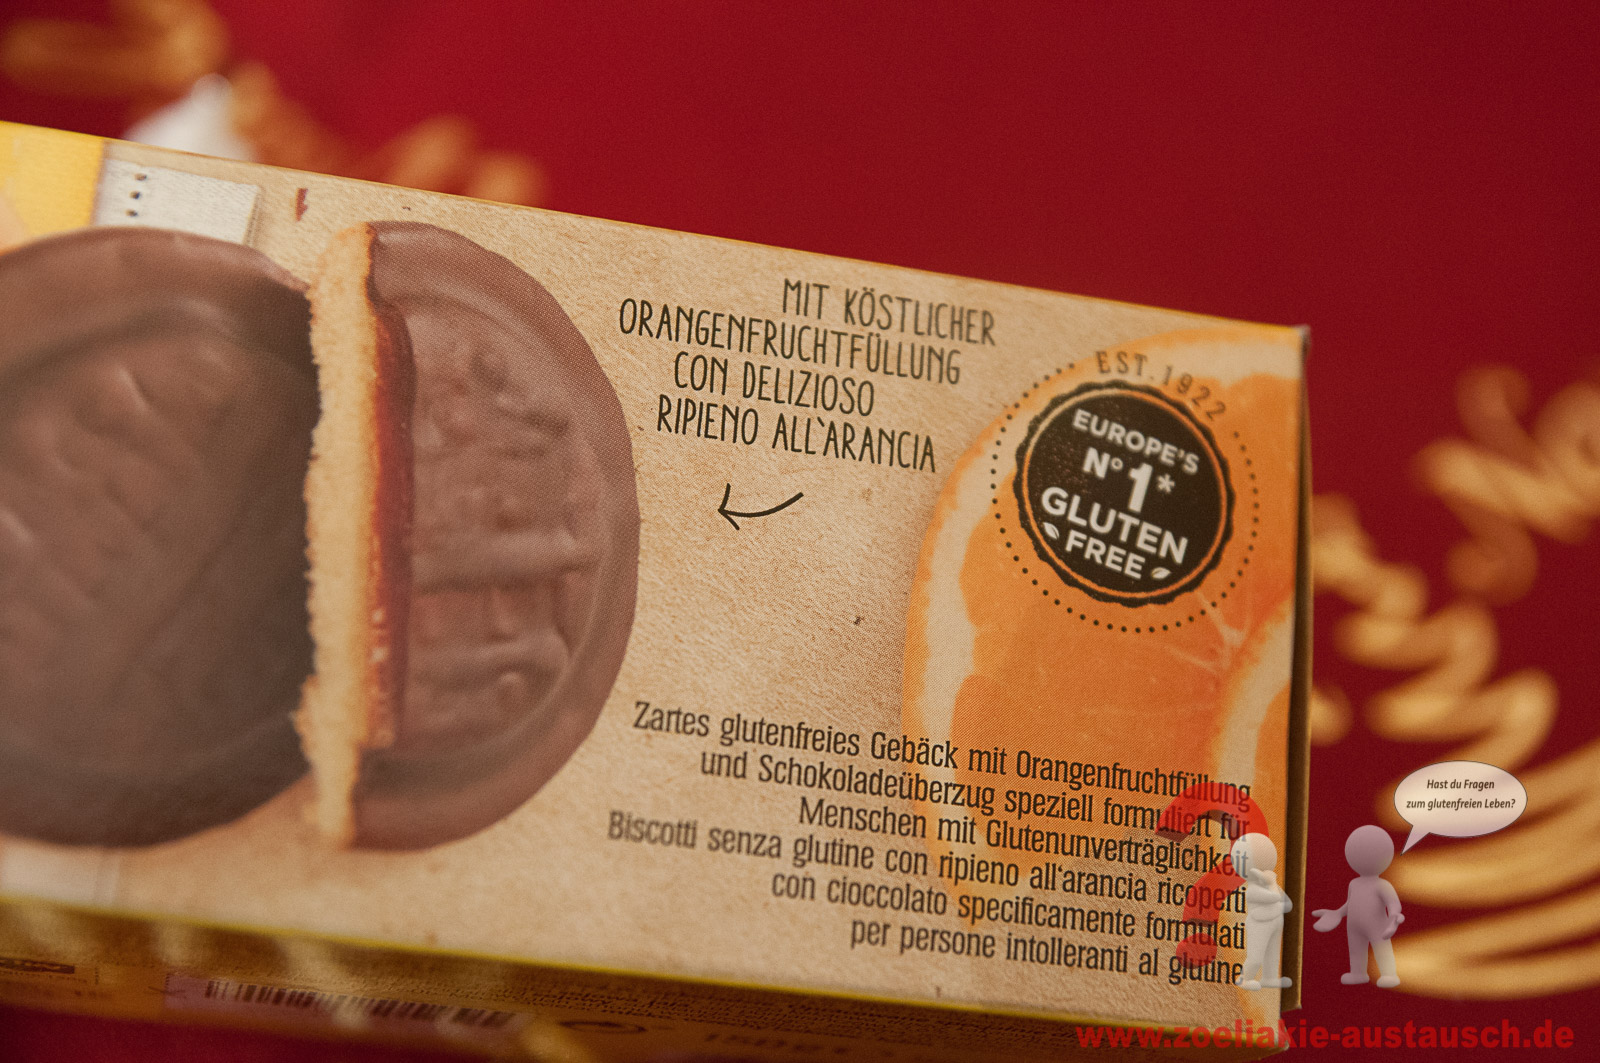 MIT KÖSTLICHER
ORANGENFRUCHTFÜLLUNG
CON DELIZIOSO
RIPIENO ALL`ARANCIA
EST. 1922
EUROPE'S
N° 1*
GLUTEN
FREE
Zartes glutenfreies Gebäck mit Orangenfruchtfüllung
und Schokoladeüberzug speziell formuliert für
Menschen mit Glutenunverträglichkeit
Biscotti senza glutine con ripieno all'arancia ricoperti
con cioccolato specificamente formulati
per persone intolleranti al glutine
Hast du Fragen
zum glutenfreien Leben?
150g
www.zoeliakie-austausch.de